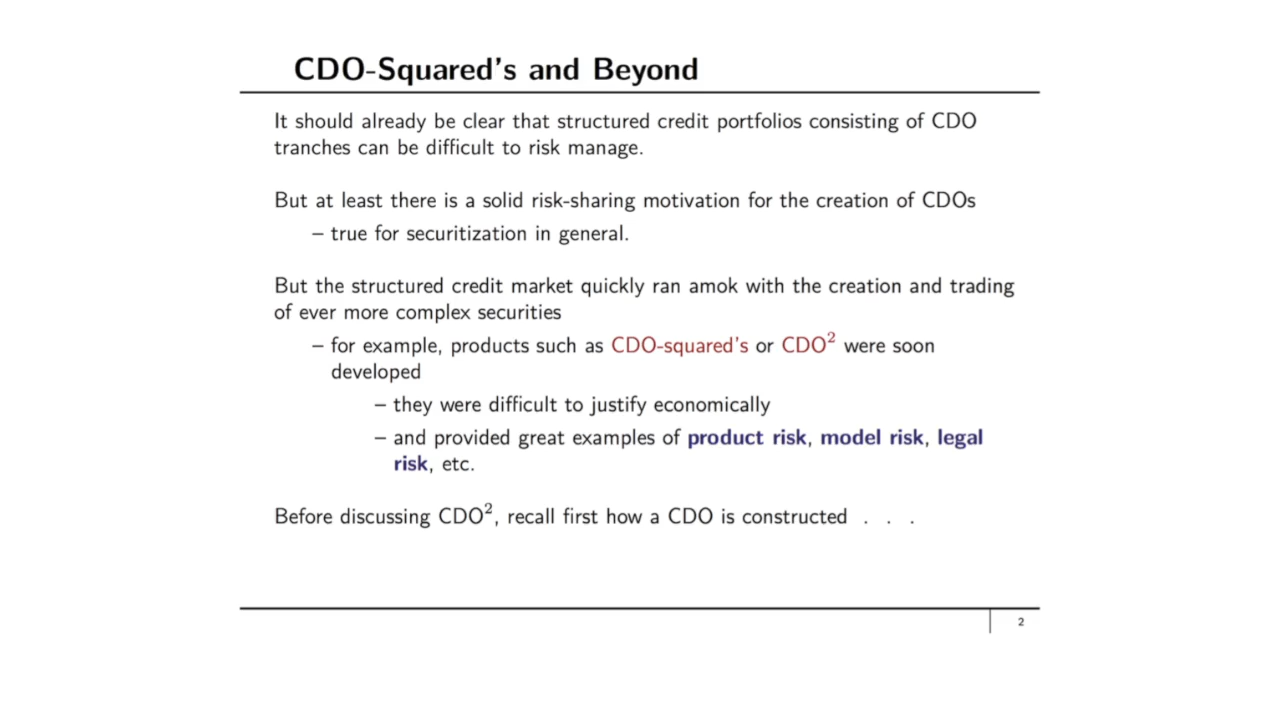 CDO-Squared's and Beyond
It should already be clear that structured credit portfolios consisting of CDO
tranches can be difficult to risk manage.
But at least there is a solid risk-sharing motivation for the creation of CDOs
– true for securitization in general.
But the structured credit market quickly ran amok with the creation and trading
of ever more complex securities
– for example, products such as CDO-squared's or CDO² were soon
developed
– they were difficult to justify economically
– and provided great examples of product risk, model risk, legal
risk, etc.
Before discussing CDO², recall first how a CDO is constructed . . .
2